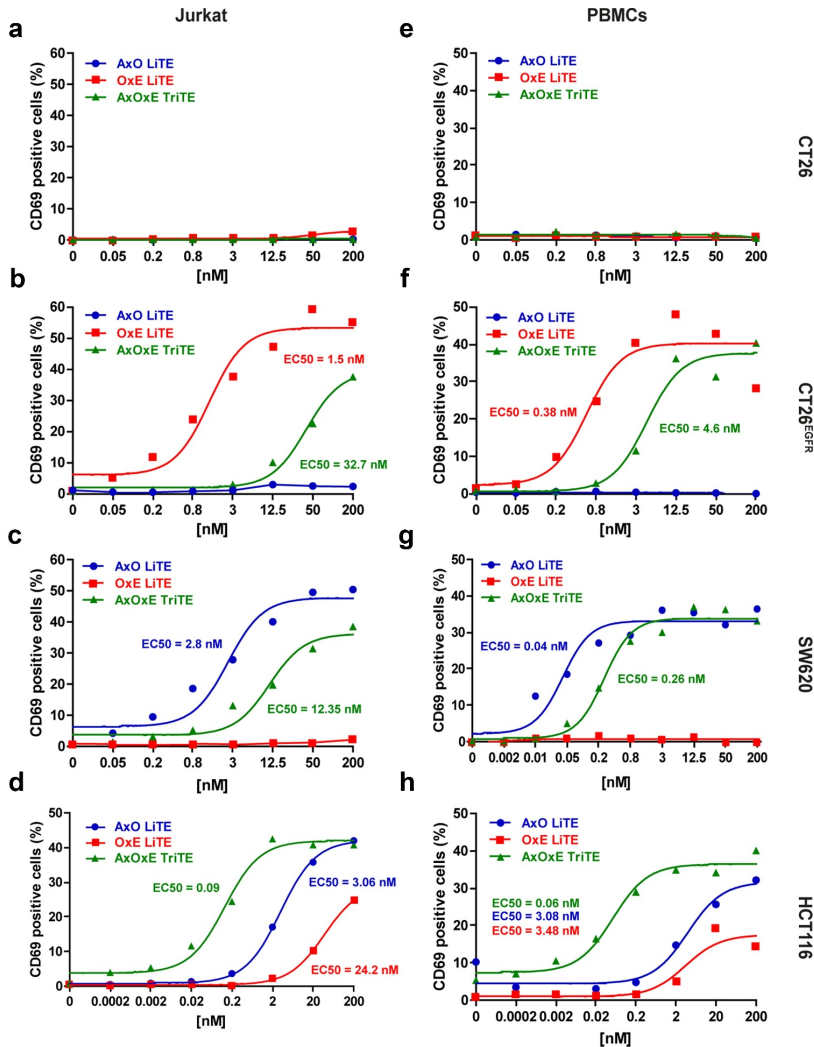 Jurkat
PBMCs
a
CD69 positive cells (%)
60
50
40
30
20
10
0
AxO LiTE
OxE LiTE
AxOxE TriTE
0 0.05 0.2 0.8 3 12.5 50 200
[nM]
e
CD69 positive cells (%)
50
40
30
20
10
0
AxO LiTE
OxE LiTE
AxOxE TriTE
0 0.05 0.2 0.8 3 12.5 50 200
[nM]
CT26
b
CD69 positive cells (%)
60
50
40
30
20
10
0
AxO LiTE
OxE LiTE
AxOxE TriTE
EC50 = 1.5 nM
EC50 = 32.7 nM
0 0.05 0.2 0.8 3 12.5 50 200
[nM]
f
CD69 positive cells (%)
50
40
30
20
10
0
AxO LiTE
OxE LiTE
AxOxE TriTE
EC50 = 0.38 nM
EC50 = 4.6 nM
0 0.05 0.2 0.8 3 12.5 50 200
[nM]
CT26EGFR
c
CD69 positive cells (%)
60
50
40
30
20
10
0
AxO LiTE
OxE LiTE
AxOxE TriTE
EC50 = 2.8 nM
EC50 = 12.35 nM
0 0.05 0.2 0.8 3 12.5 50 200
[nM]
g
CD69 positive cells (%)
50
40
30
20
10
0
AxO LiTE
OxE LiTE
AxOxE TriTE
EC50 = 0.04 nM
EC50 = 0.26 nM
0 0.002 0.01 0.05 0.2 0.8 3 12.5 50 200
[nM]
SW620
d
CD69 positive cells (%)
50
40
30
20
10
0
AxO LiTE
OxE LiTE
AxOxE TriTE
EC50 = 0.09
EC50 = 3.06 nM
EC50 = 24.2 nM
0 0.0002 0.002 0.02 0.2 2 20 200
[nM]
h
CD69 positive cells (%)
50
40
30
20
10
0
AxO LiTE
OxE LiTE
AxOxE TriTE
EC50 = 0.06 nM
EC50 = 3.08 nM
EC50 = 3.48 nM
0 0.0002 0.002 0.02 0.2 2 20 200
[nM]
HCT116